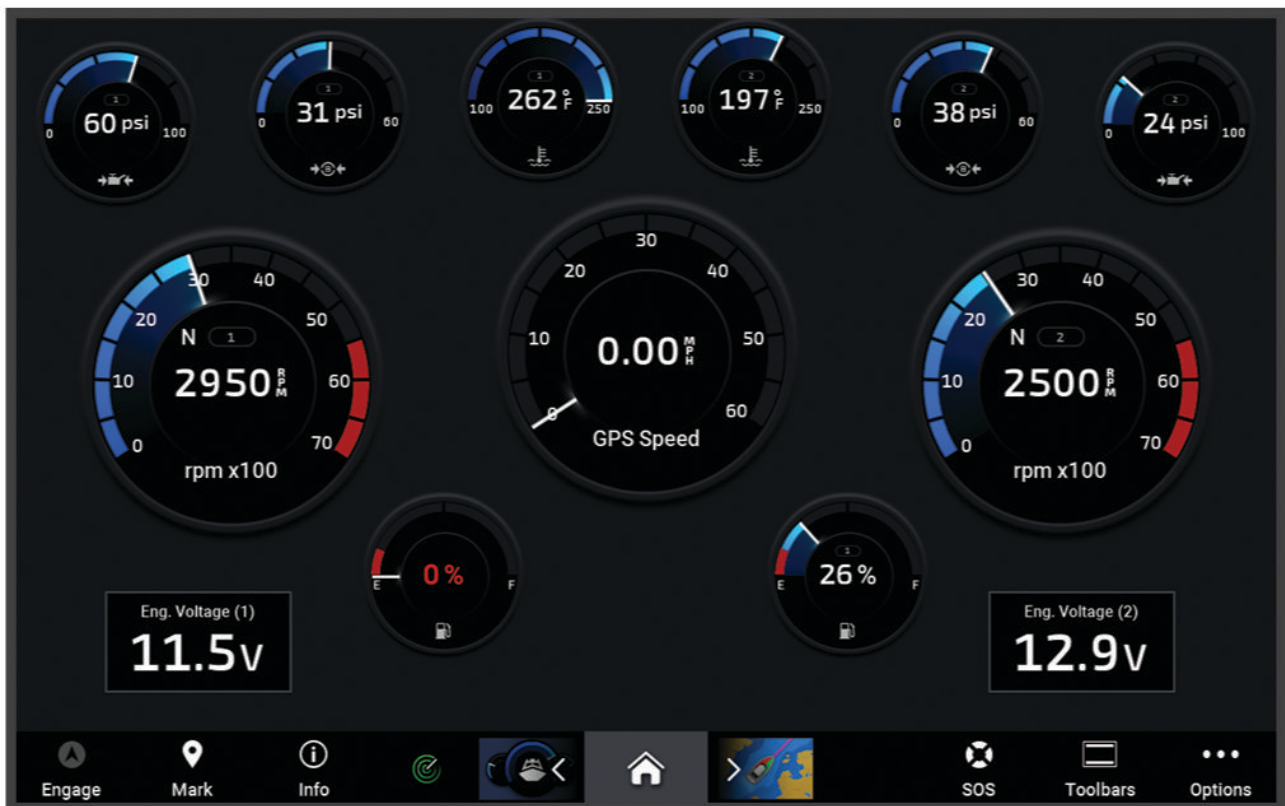 1
60 psi
0
100
1
31 psi
0
60
1
262 °F
100
250
2
197 °F
100
250
2
38 psi
0
60
2
24 psi
0
100
30
40
20
50
N
1
10
2950 RPM
60
0
70
rpm x100
30
20
40
10
50
0.00 MPH
0
60
GPS Speed
30
40
20
50
N
2
10
2500 RPM
60
0
70
rpm x100
0 %
E
F
1
26 %
E
F
Eng. Voltage (1)
11.5V
Eng. Voltage (2)
12.9V
Engage
Mark
Info
SOS
Toolbars
Options